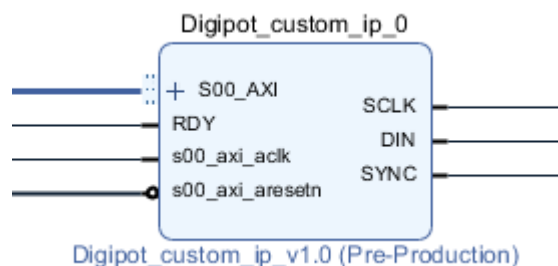 Digipot_custom_ip_0
S00_AXI
RDY
s00_axi_aclk
s00_axi_aresetn
SCLK
DIN
SYNC
Digipot_custom_ip_v1.0 (Pre-Production)